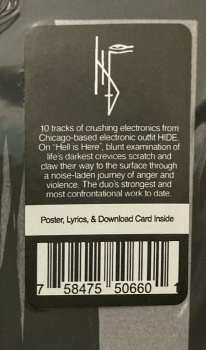 10 tracks of crushing electronics from
Chicago-based electronic outfit HIDE.
On "Hell is Here", blunt examination of
life's darkest crevices scratch and
claw their way to the surface through
a noise-laden journey of anger and
violence. The duo's strongest and
most confrontational work to date.
Poster, Lyrics, & Download Card Inside
7 58475 50660 1